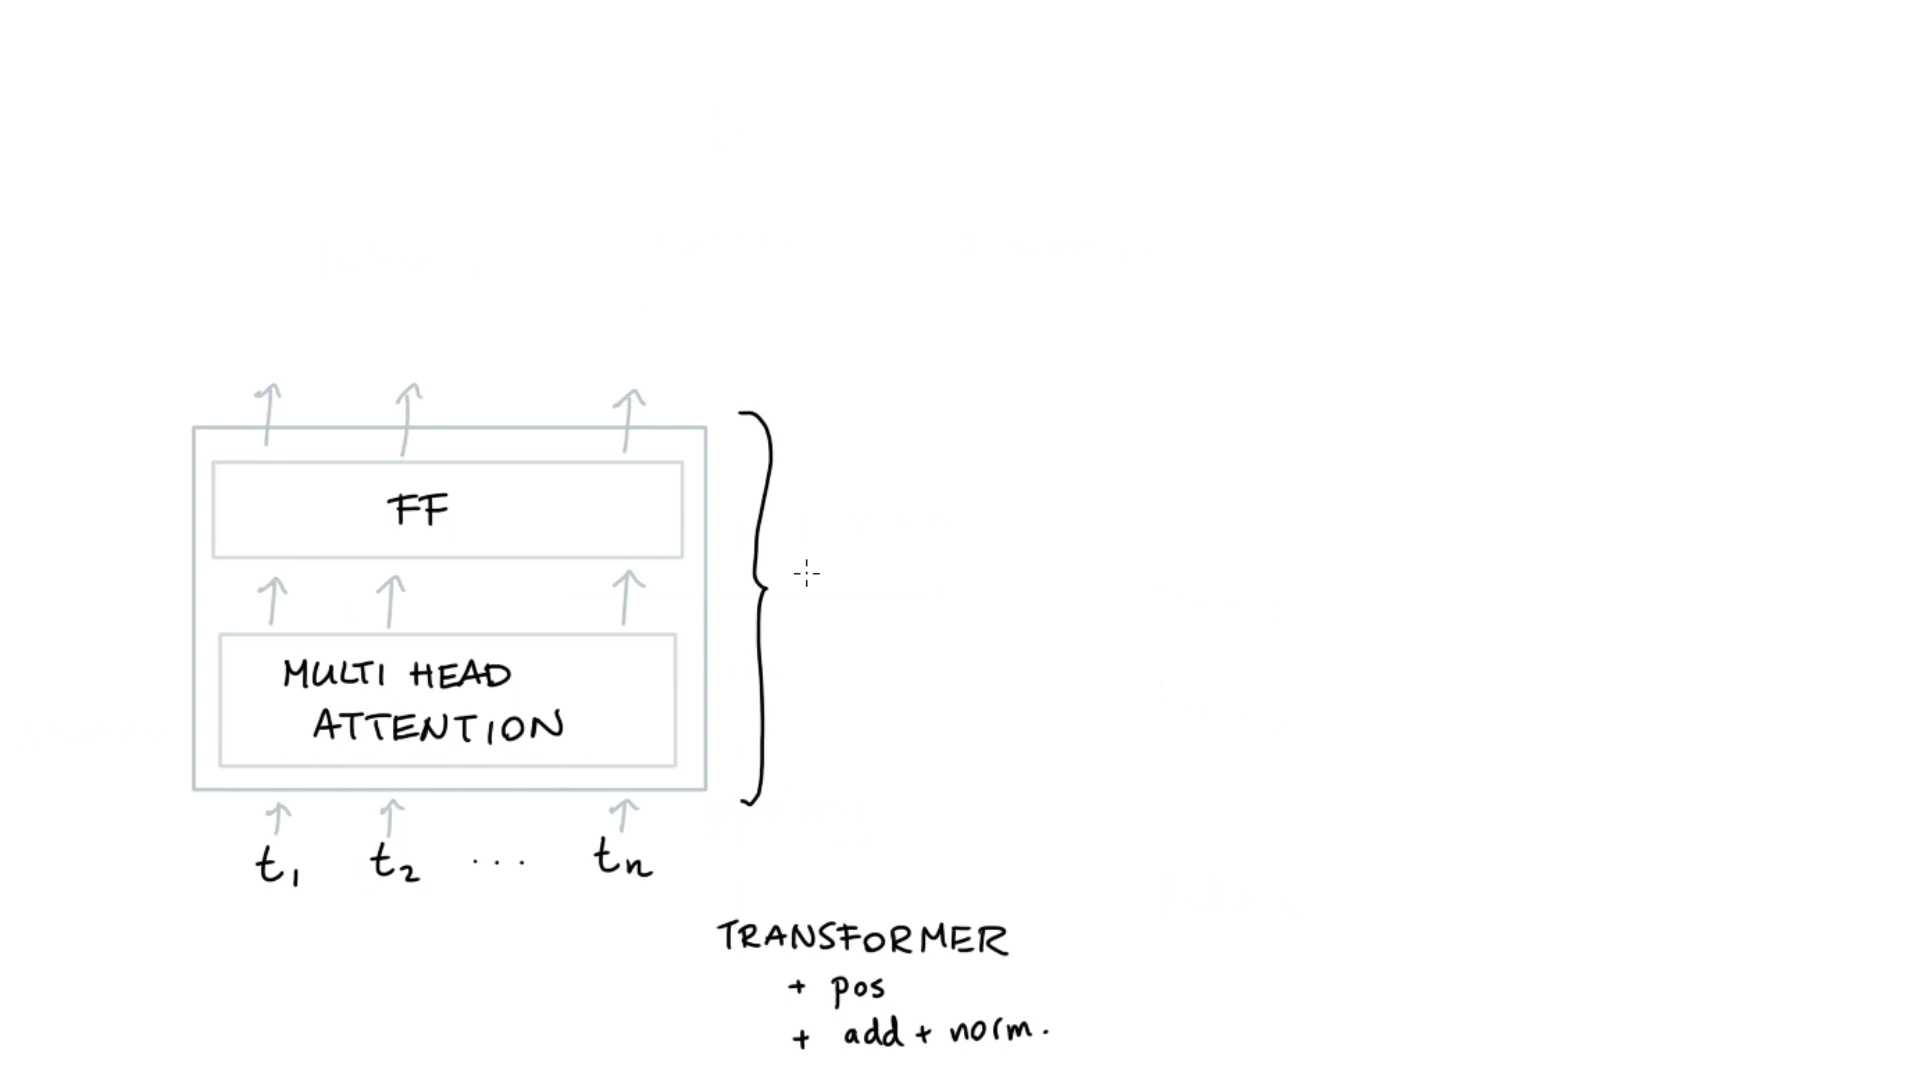 FF
MULTI HEAD
ATTENTION
t₁ t₂ ... tₙ
TRANSFORMER
+ pos
+ add + norm.